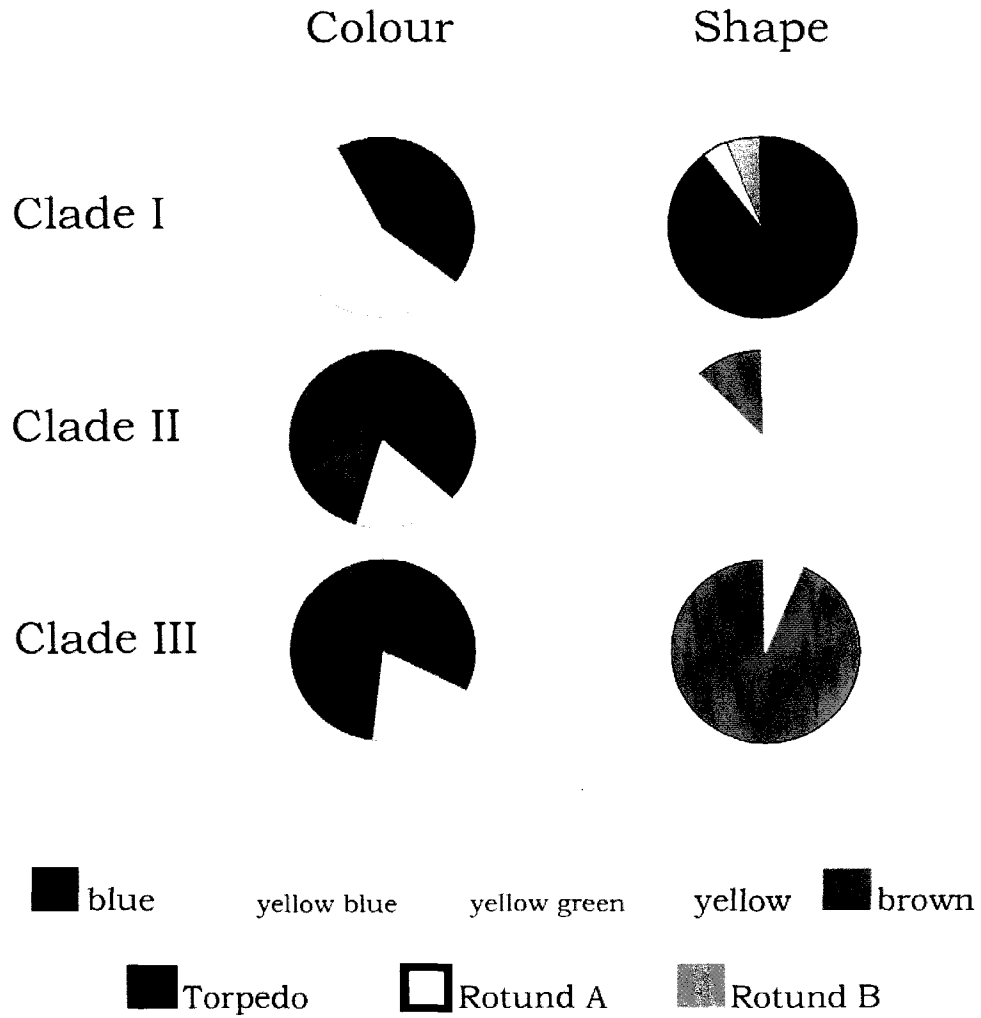 Colour Shape
Clade I
Clade II
Clade III
blue yellow blue yellow green yellow brown
Torpedo Rotund A Rotund B